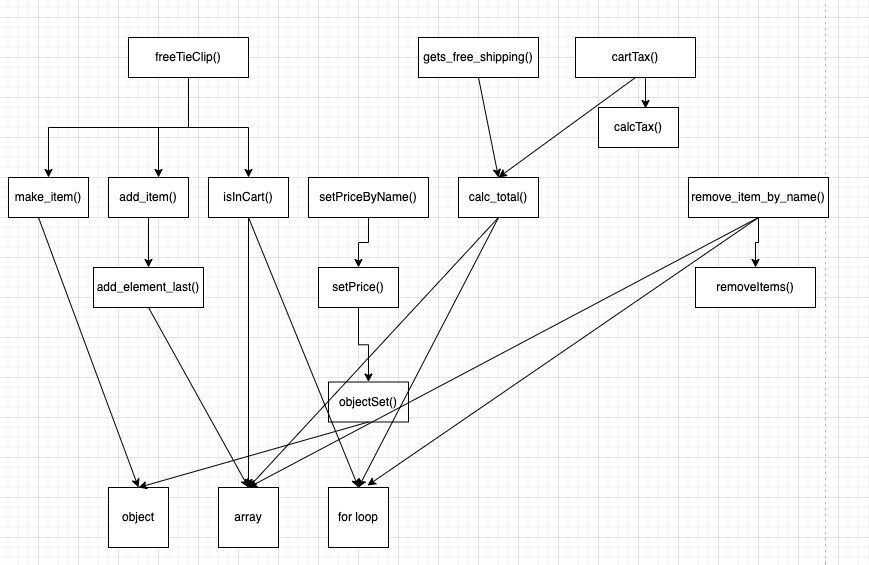 freeTieClip()
gets_free_shipping()
cartTax()
calcTax()
make_item()
add_item()
isInCart()
setPriceByName()
calc_total()
remove_item_by_name()
add_element_last()
setPrice()
removeItems()
objectSet()
object
array
for loop